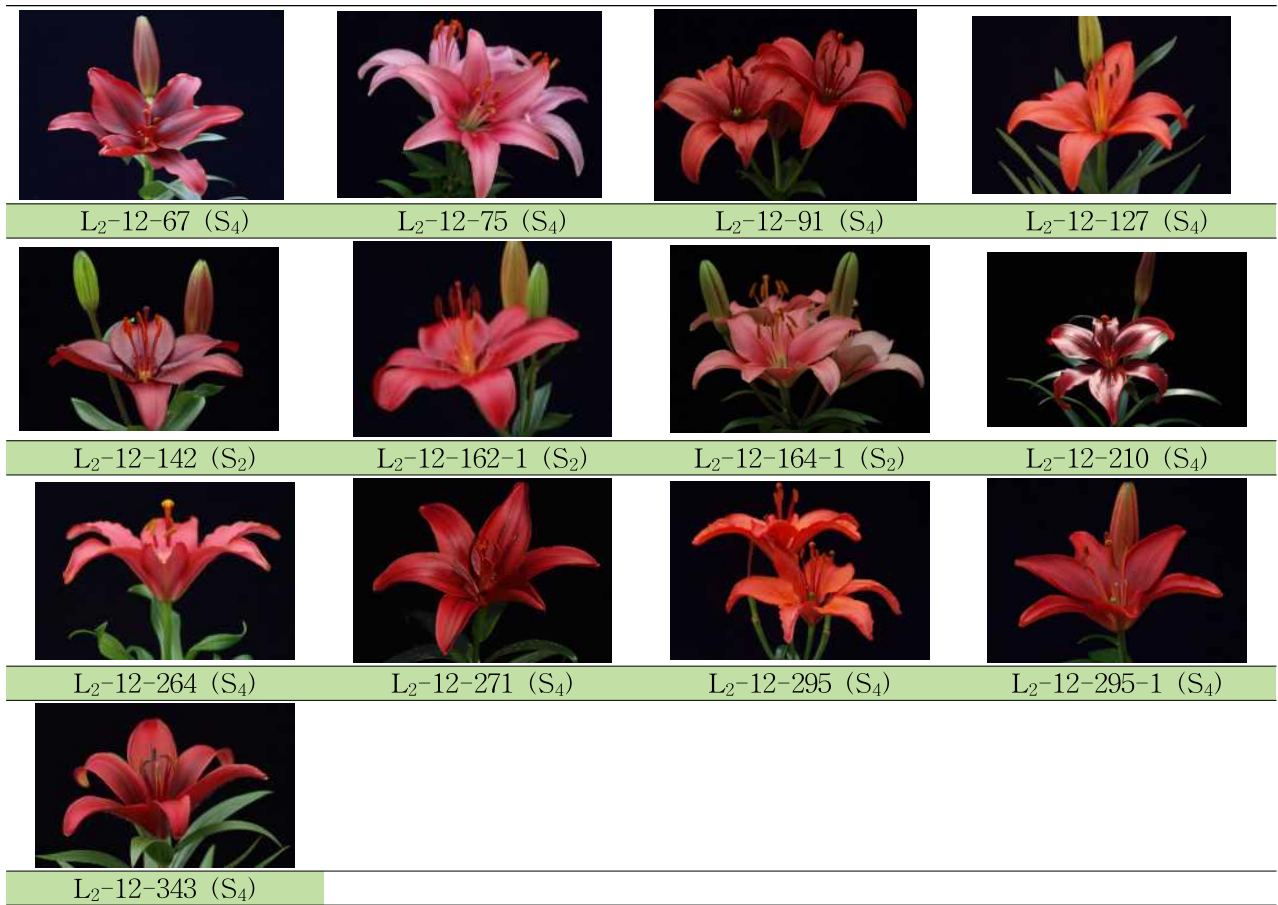 L₂-12-67 (S₄) L₂-12-75 (S₄) L₂-12-91 (S₄) L₂-12-127 (S₄)
L₂-12-142 (S₂) L₂-12-162-1 (S₂) L₂-12-164-1 (S₂) L₂-12-210 (S₄)
L₂-12-264 (S₄) L₂-12-271 (S₄) L₂-12-295 (S₄) L₂-12-295-1 (S₄)
L₂-12-343 (S₄)